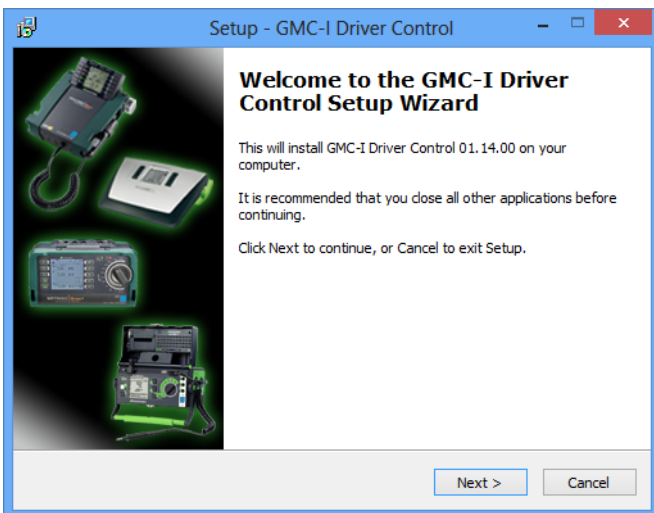 Setup - GMC-I Driver Control
Welcome to the GMC-I Driver
Control Setup Wizard
This will install GMC-I Driver Control 01.14.00 on your
computer.
It is recommended that you close all other applications before
continuing.
Click Next to continue, or Cancel to exit Setup.
Next >
Cancel